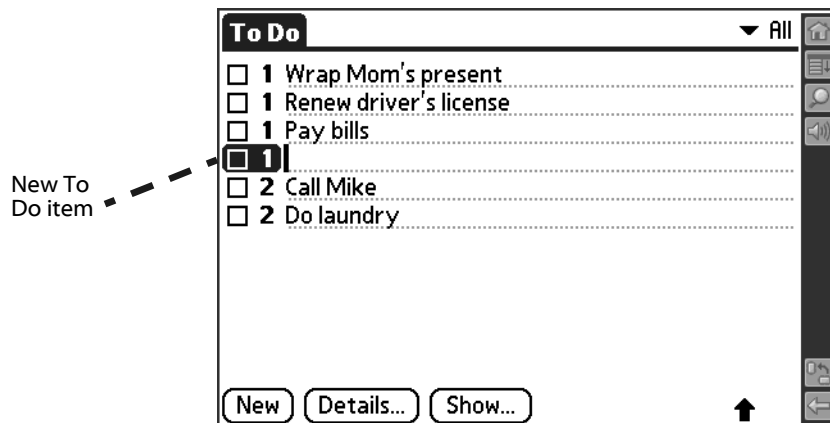 To Do All
1 Wrap Mom's present
1 Renew driver's license
1 Pay bills
1
2 Call Mike
2 Do laundry
New To
Do item
New Details... Show...